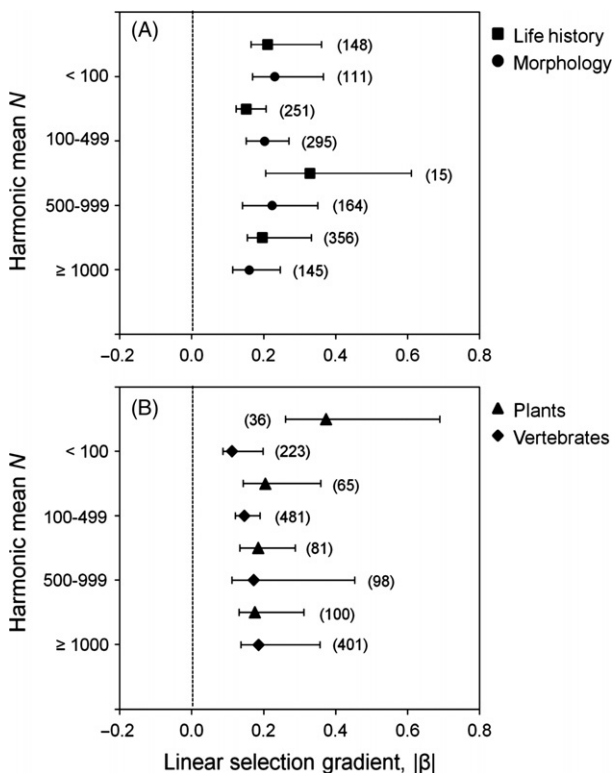 (A)
Life history
Morphology
(148)
< 100
(111)
(251)
100-499
(295)
(15)
500-999
(164)
(356)
≥ 1000
(145)
Harmonic mean N
−0.2 0.0 0.2 0.4 0.6 0.8
(B)
Plants
Vertebrates
(36)
< 100
(223)
(65)
100-499
(481)
(81)
500-999
(98)
(100)
≥ 1000
(401)
Harmonic mean N
−0.2 0.0 0.2 0.4 0.6 0.8
Linear selection gradient, |β|